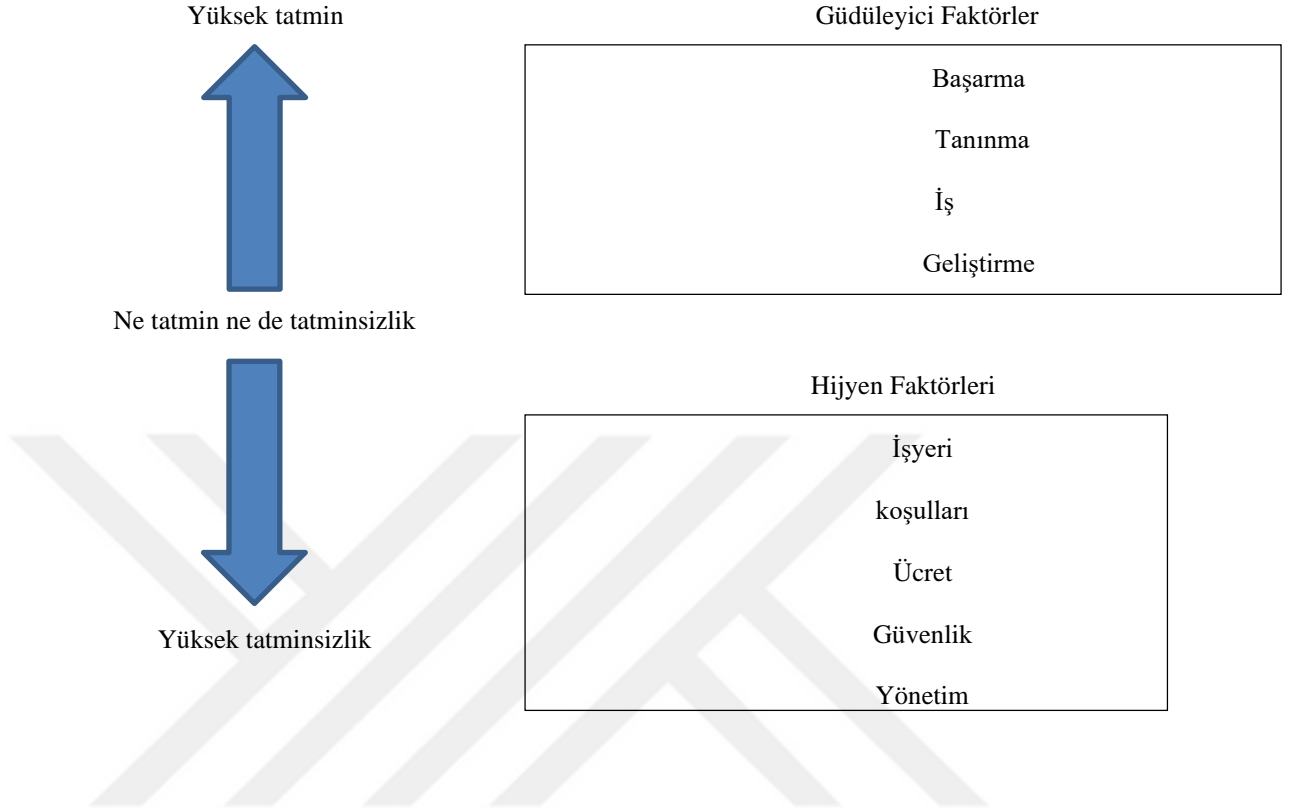 Yüksek tatmin
Güdüleyici Faktörler
Başarma
Tanınma
İş
Geliştirme
Ne tatmin ne de tatminsizlik
Hijyen Faktörleri
İşyeri
koşulları
Ücret
Güvenlik
Yönetim
Yüksek tatminsizlik